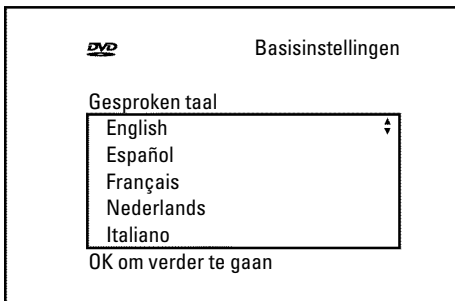 DVD Basisinstellingen
Gesproken taal
English
Español
Français
Nederlands
Italiano
OK om verder te gaan